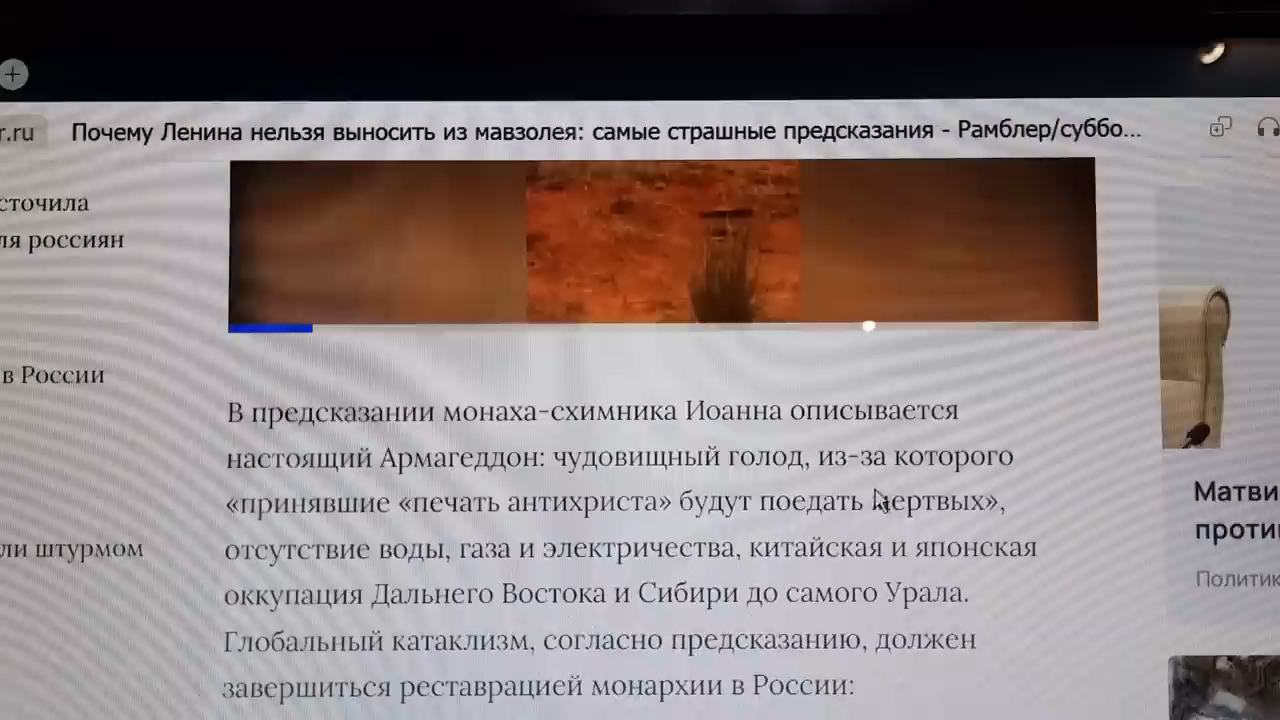 r.ru
Почему Ленина нельзя выносить из мавзолея: самые страшные предсказания - Рамблер/суббо...
сточила
ля россиян
в России
ли штурмом
В предсказании монаха-схимника Иоанна описывается
настоящий Армагеддон: чудовищный голод, из-за которого
«принявшие «печать антихриста» будут поедать мертвых»,
отсутствие воды, газа и электричества, китайская и японская
оккупация Дальнего Востока и Сибири до самого Урала.
Глобальный катаклизм, согласно предсказанию, должен
завершиться реставрацией монархии в России:
Матви
проти
Политик